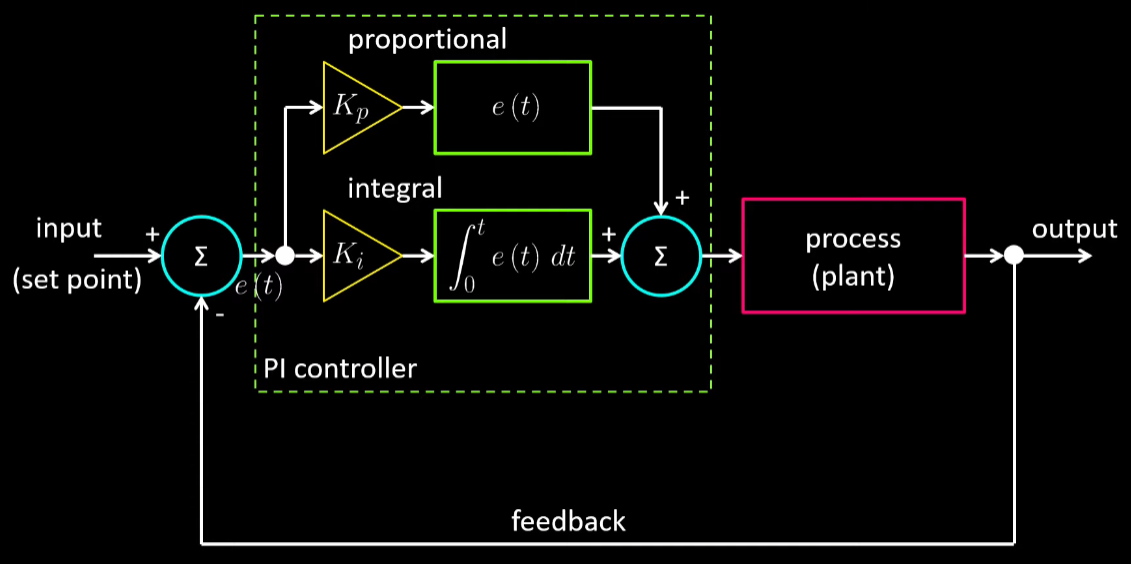 proportional
K_p
e (t)
integral
input
+
(set point)
Σ
-
e (t)
K_i
∫_0^t e (t) dt
+
+
Σ
process
(plant)
output
PI controller
feedback